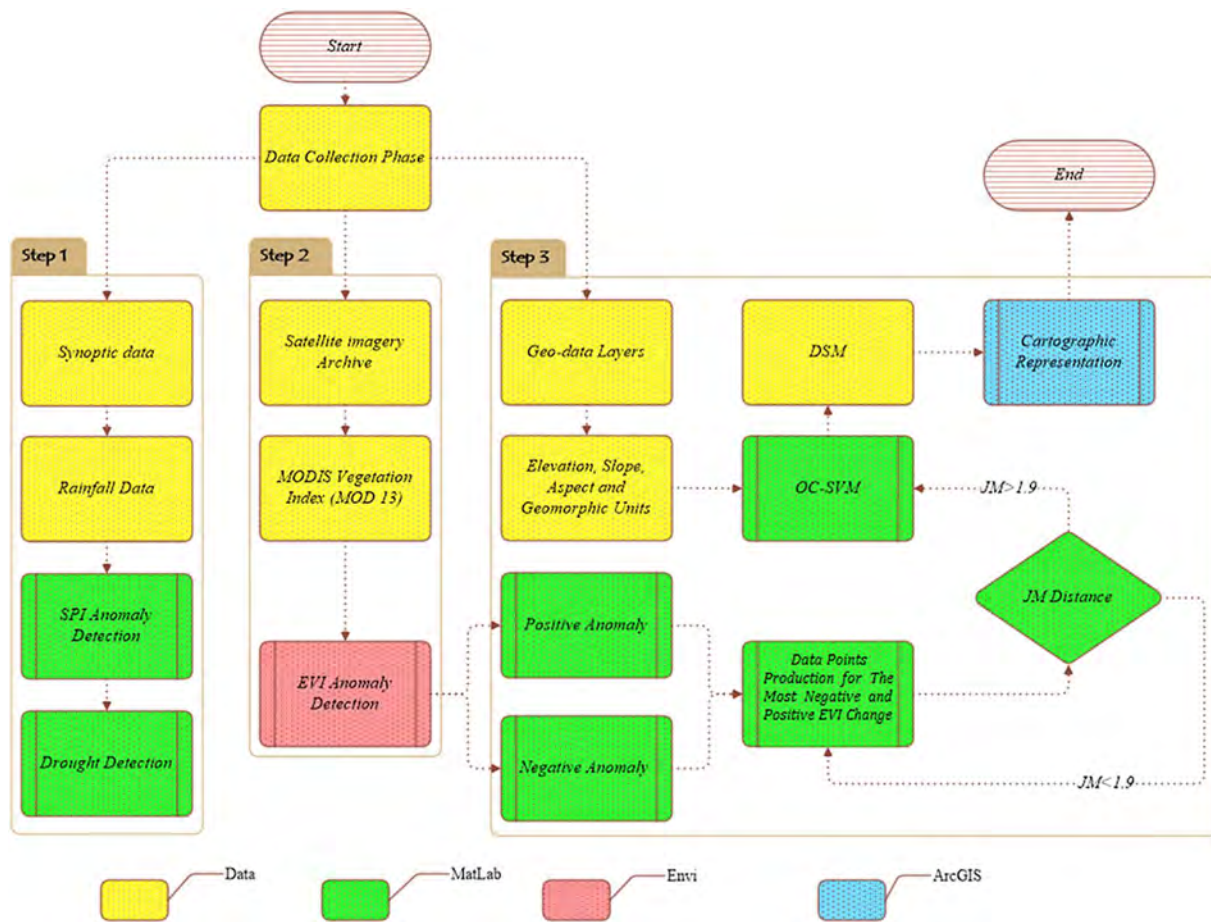 Start
Data Collection Phase
End
Step 1
Step 2
Step 3
Synoptic data
Rainfall Data
SPI Anomaly
Detection
Drought Detection
Satellite imagery
Archive
MODIS Vegetation
Index (MOD 13)
EVI Anomaly
Detection
Geo-data Layers
Elevation, Slope,
Aspect and
Geomorphic Units
Positive Anomaly
Negative Anomaly
DSM
OC-SVM
Data Points
Production for The
Most Negative and
Positive EVI Change
Cartographic
Representation
JM>1.9
JM Distance
JM<1.9
Data
MatLab
Envi
ArcGIS